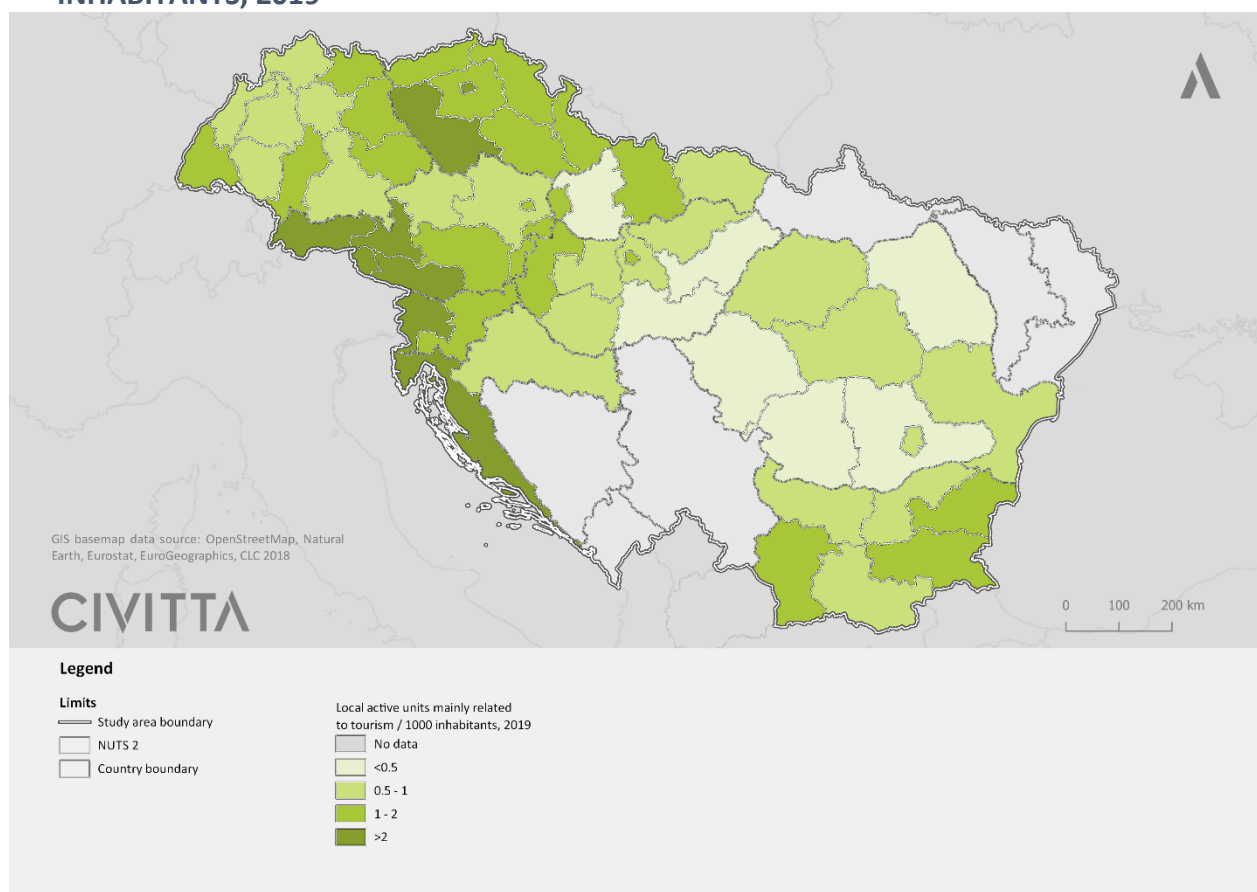 INHABITANTS, 2019
GIS basemap data source: OpenStreetMap, Natural
Earth, Eurostat, EuroGeographics, CLC 2018
CIVITTA
0 100 200 km
Legend
Limits
Study area boundary
NUTS 2
Country boundary
Local active units mainly related
to tourism / 1000 inhabitants, 2019
No data
<0.5
0.5 - 1
1 - 2
>2